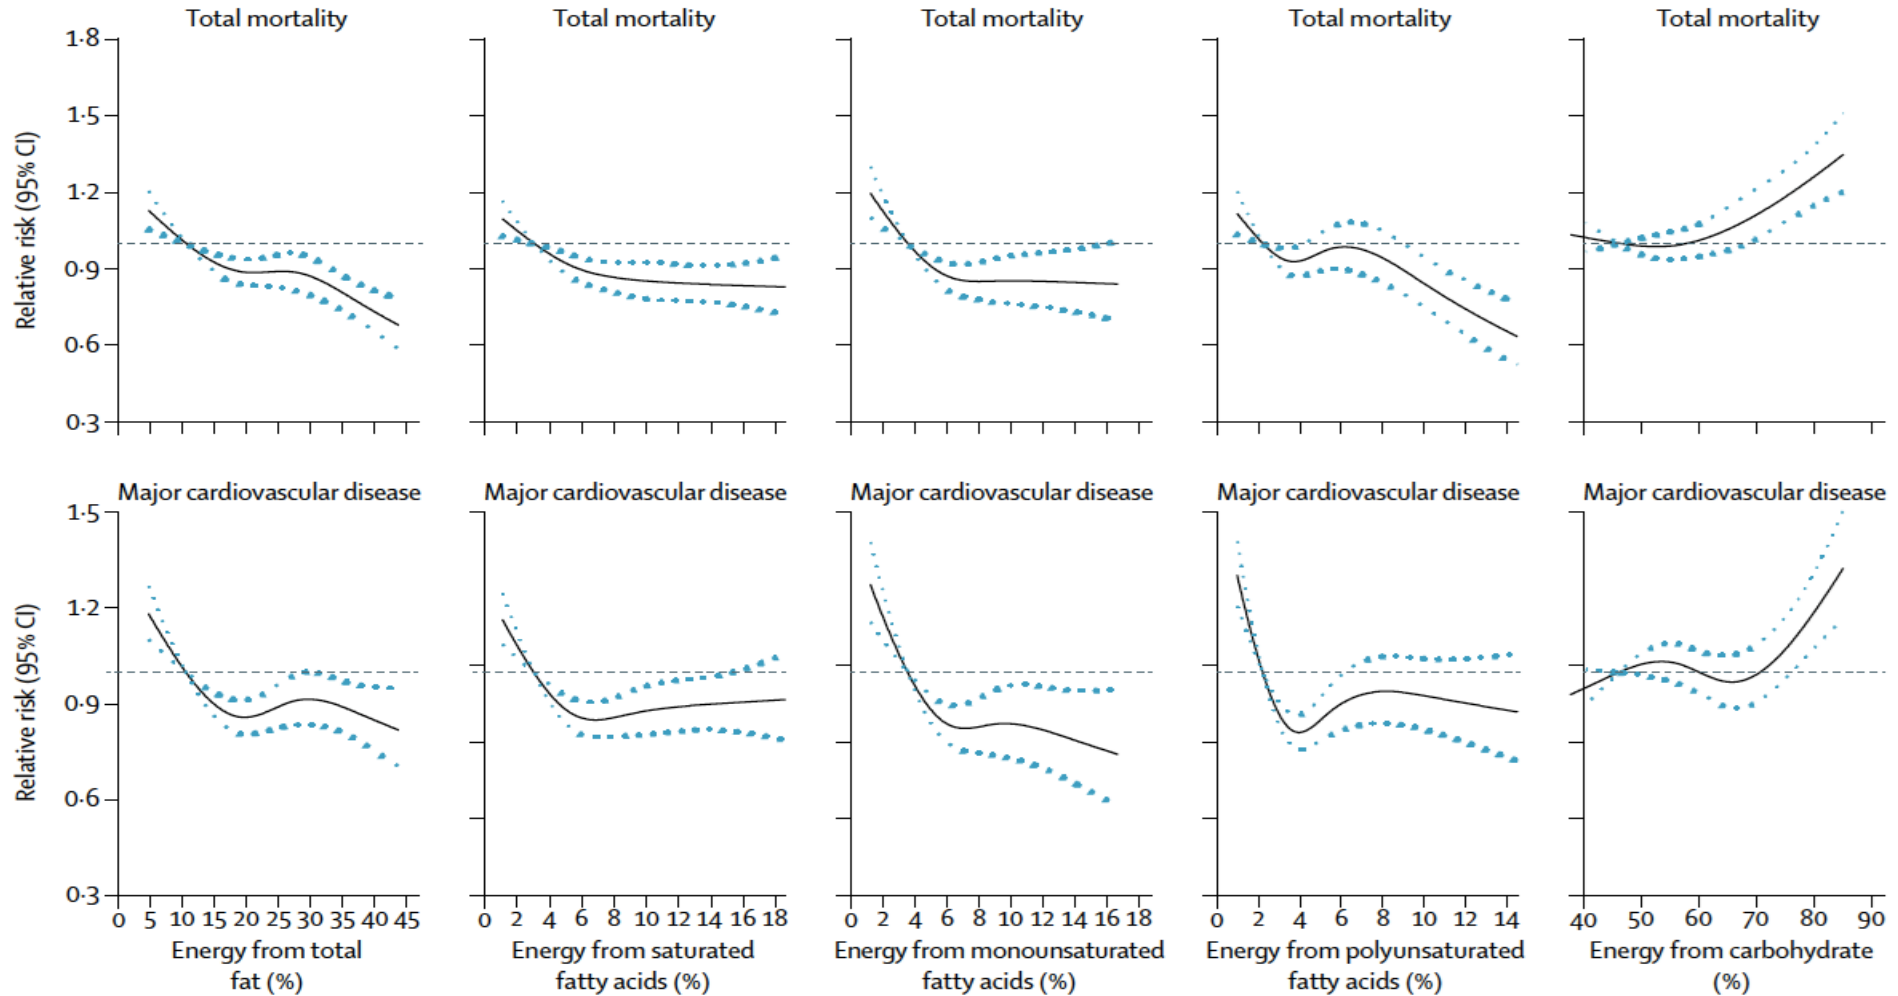 Total mortality
Total mortality
Total mortality
Total mortality
Total mortality
Relative risk (95% CI)
1·8
1·5
1·2
0·9
0·6
0·3
Major cardiovascular disease
Major cardiovascular disease
Major cardiovascular disease
Major cardiovascular disease
Major cardiovascular disease
Relative risk (95% CI)
1·5
1·2
0·9
0·6
0·3
0 5 10 15 20 25 30 35 40 45
Energy from total
fat (%)
0 2 4 6 8 10 12 14 16 18
Energy from saturated
fatty acids (%)
0 2 4 6 8 10 12 14 16 18
Energy from monounsaturated
fatty acids (%)
0 2 4 6 8 10 12 14
Energy from polyunsaturated
fatty acids (%)
40 50 60 70 80 90
Energy from carbohydrate
(%)